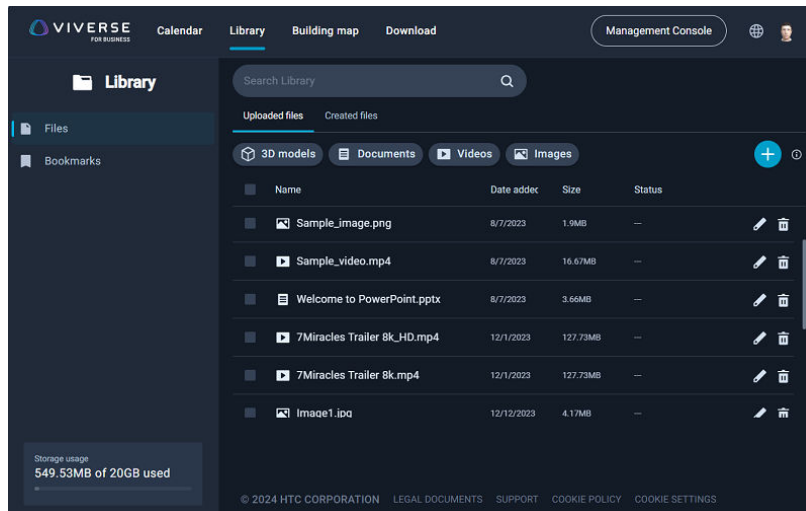 VIVERSE
FOR BUSINESS
Calendar
Library
Building map
Download
Management Console
Library
Files
Bookmarks
Storage usage
549.53MB of 20GB used
Search Library
Uploaded files
Created files
3D models
Documents
Videos
Images
Name Date added Size Status
Sample_image.png 8/7/2023 1.9MB —
Sample_video.mp4 8/7/2023 16.67MB —
Welcome to PowerPoint.pptx 8/7/2023 3.66MB —
7Miracles Trailer 8k_HD.mp4 12/1/2023 127.73MB —
7Miracles Trailer 8k.mp4 12/1/2023 127.73MB —
Image1.jpg 12/12/2023 4.17MB —
© 2024 HTC CORPORATION LEGAL DOCUMENTS SUPPORT COOKIE POLICY COOKIE SETTINGS